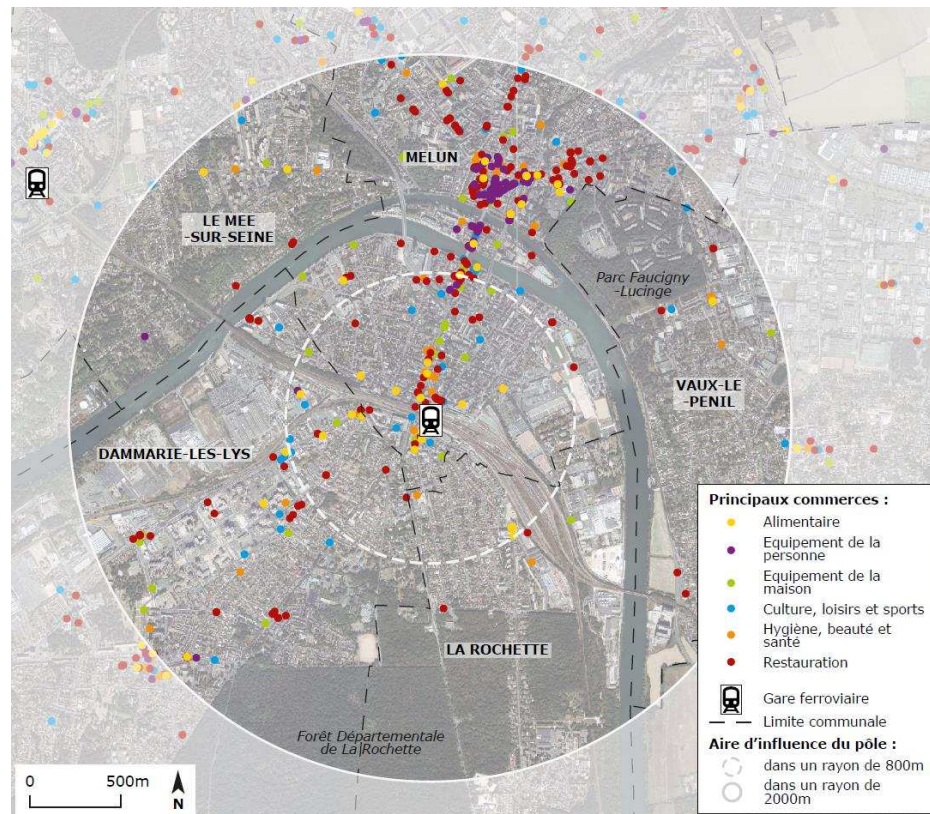 MELUN
LE MEE
-SUR-SEINE
Parc Faucigny
-Lucinge
VAUX-LE
-PENIL
DAMMARIE-LES-LYS
LA ROCHETTE
Forêt Départementale
de La Rochette
Principaux commerces :
Alimentaire
Equipement de la
personne
Equipement de la
maison
Culture, loisirs et sports
Hygiène, beauté et
santé
Restauration
Gare ferroviaire
Limite communale
Aire d’influence du pôle :
dans un rayon de 800m
dans un rayon de
2000m
0 500m
N